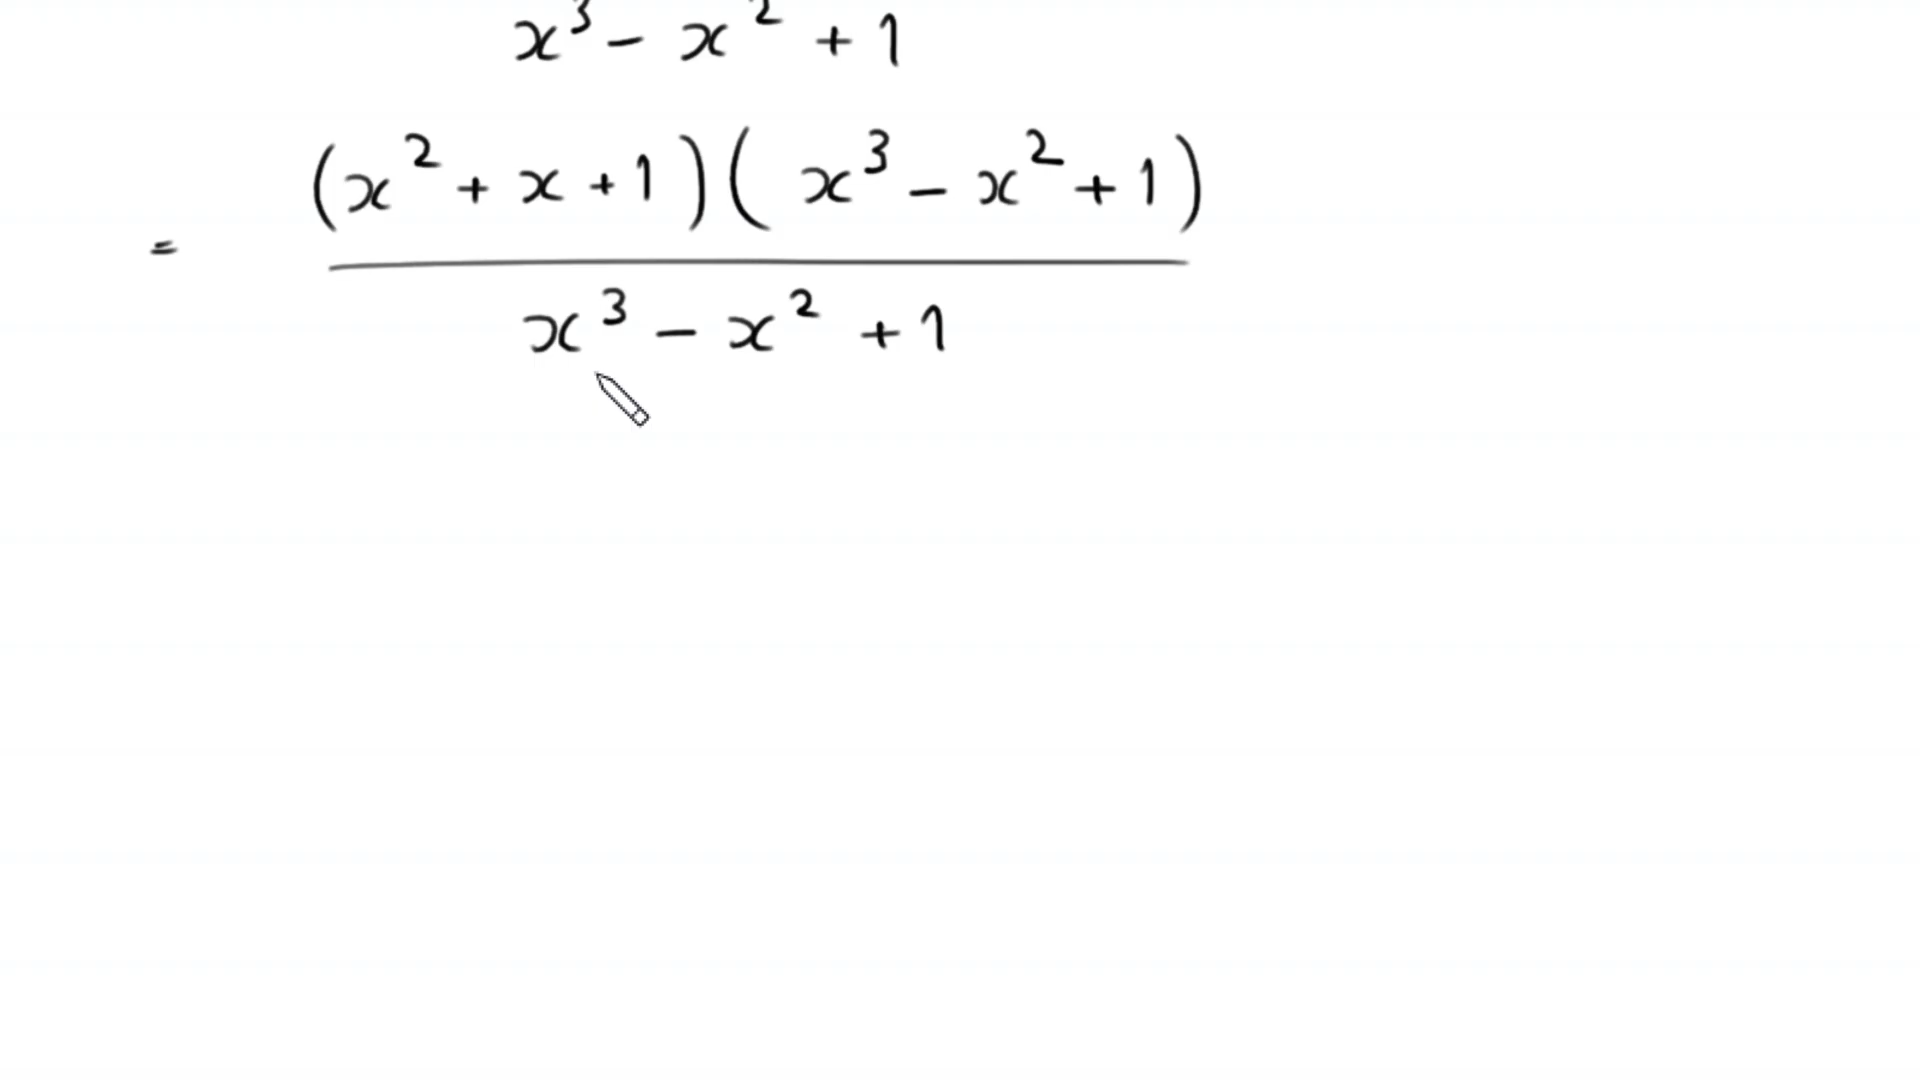 x³ - x² + 1
(x² + x + 1)(x³ - x² + 1)
=
x³ - x² + 1